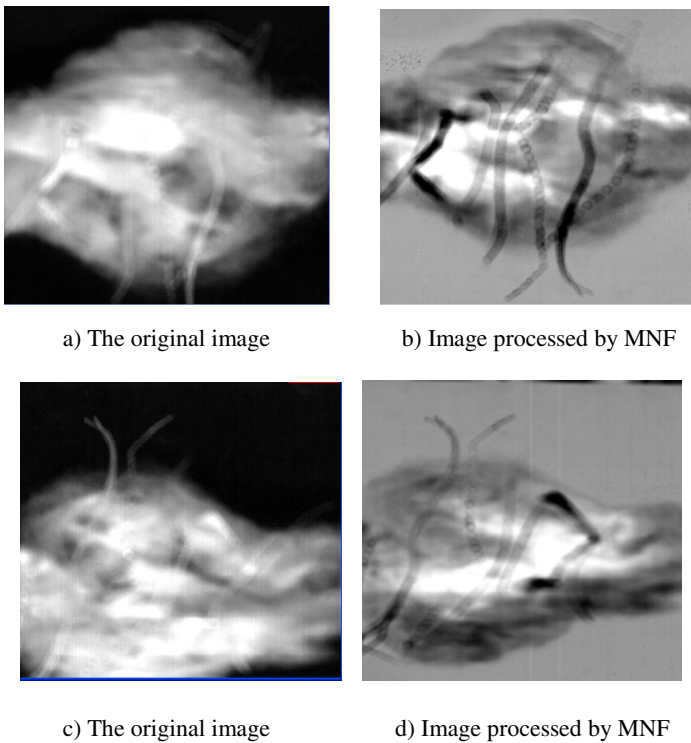 a) The original image
b) Image processed by MNF
c) The original image
d) Image processed by MNF